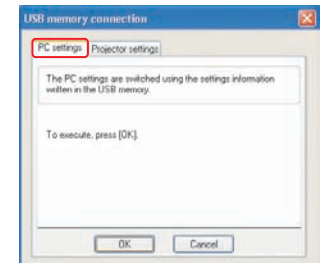 USB memory connection
PC settings
Projector settings
The PC settings are switched using the settings information
written in the USB memory.
To execute, press [OK].
OK
Cancel